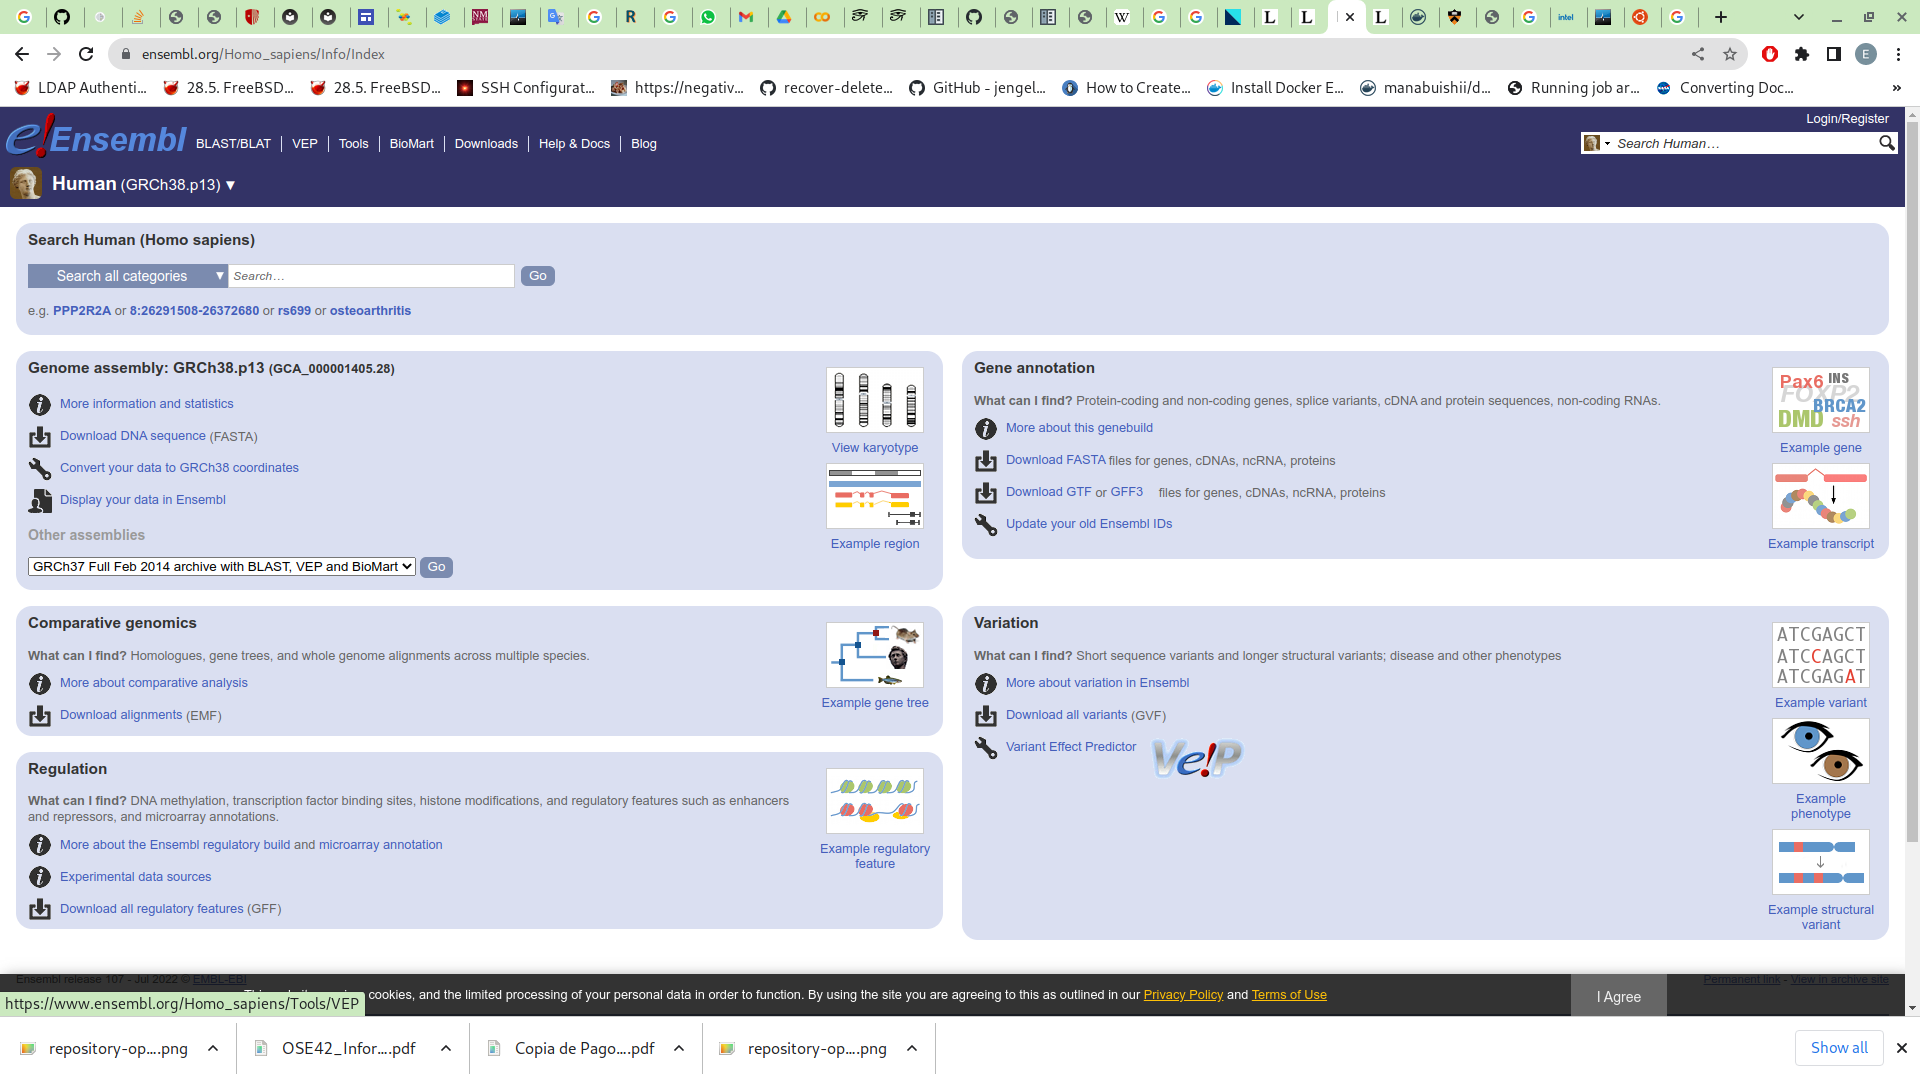 ensembl.org/Homo_sapiens/Info/Index
LDAP Authenti...
28.5. FreeBSD...
28.5. FreeBSD...
SSH Configurat...
https://negativ...
recover-delete...
GitHub - jengel...
How to Create...
Install Docker E...
manabuishii/d...
Running job ar...
Converting Doc...
»
Login/Register
e!Ensembl
BLAST/BLAT
VEP
Tools
BioMart
Downloads
Help & Docs
Blog
Search Human…
Human (GRCh38.p13) ▼
Search Human (Homo sapiens)
Search all categories ▼
Search…
Go
e.g. PPP2R2A or 8:26291508-26372680 or rs699 or osteoarthritis
Genome assembly: GRCh38.p13 (GCA_000001405.28)
More information and statistics
Download DNA sequence (FASTA)
Convert your data to GRCh38 coordinates
Display your data in Ensembl
Other assemblies
GRCh37 Full Feb 2014 archive with BLAST, VEP and BioMart
Go
View karyotype
Example region
Gene annotation
What can I find? Protein-coding and non-coding genes, splice variants, cDNA and protein sequences, non-coding RNAs.
More about this genebuild
Download FASTA files for genes, cDNAs, ncRNA, proteins
Download GTF or GFF3 files for genes, cDNAs, ncRNA, proteins
Update your old Ensembl IDs
Pax6 INS
FOXP2
BRCA2
DMD ssh
Example gene
Example transcript
Comparative genomics
What can I find? Homologues, gene trees, and whole genome alignments across multiple species.
More about comparative analysis
Download alignments (EMF)
Example gene tree
Variation
What can I find? Short sequence variants and longer structural variants; disease and other phenotypes
More about variation in Ensembl
Download all variants (GVF)
Variant Effect Predictor
Ve!P
ATCGAGCT
ATCCAGCT
ATCGAGAT
Example variant
Example
phenotype
Example structural
variant
Regulation
What can I find? DNA methylation, transcription factor binding sites, histone modifications, and regulatory features such as enhancers
and repressors, and microarray annotations.
More about the Ensembl regulatory build and microarray annotation
Experimental data sources
Download all regulatory features (GFF)
Example regulatory
feature
Ensembl release 107 - Jul 2022 © EMBL-EBI
Permanent link - View in archive site
cookies, and the limited processing of your personal data in order to function. By using the site you are agreeing to this as outlined in our Privacy Policy and Terms of Use
I Agree
https://www.ensembl.org/Homo_sapiens/Tools/VEP
repository-op....png
OSE42_Infor....pdf
Copia de Pago....pdf
repository-op....png
Show all